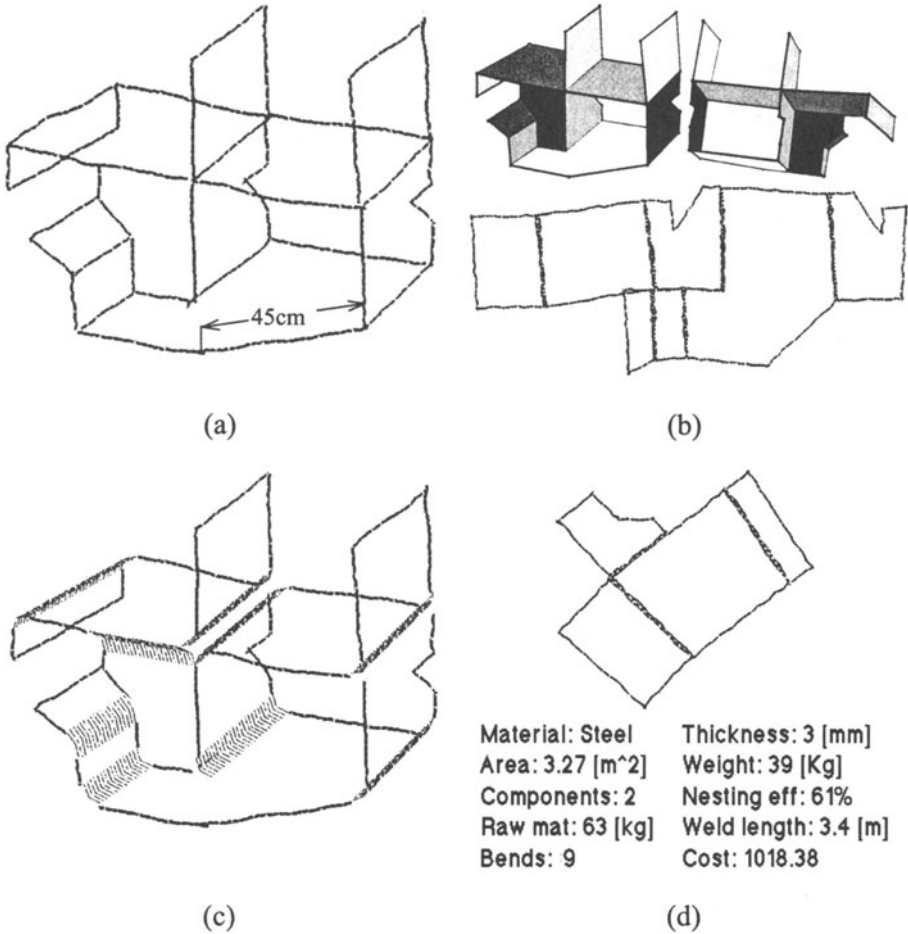 45cm
(a)
(b)
Material: Steel Thickness: 3 [mm]
Area: 3.27 [m^2] Weight: 39 [Kg]
Components: 2 Nesting eff: 61%
Raw mat: 63 [kg] Weld length: 3.4 [m]
Bends: 9 Cost: 1018.38
(c)
(d)